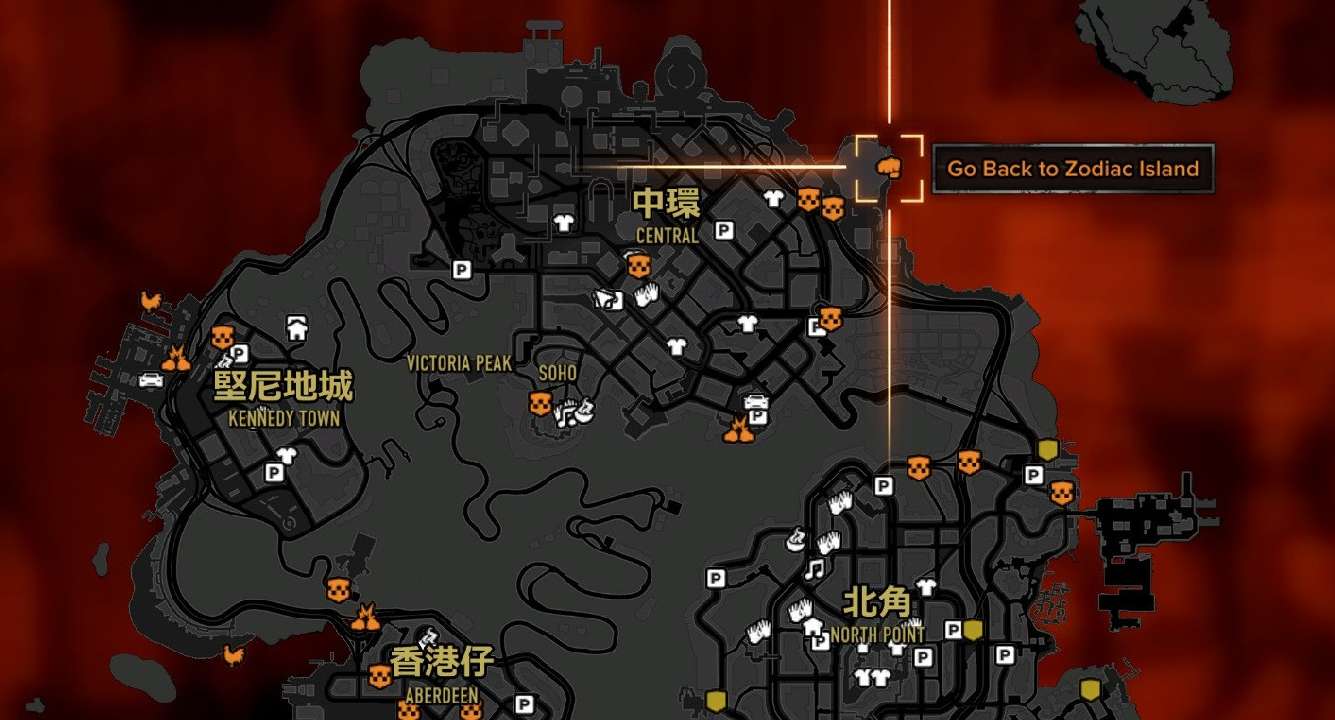 Go Back to Zodiac Island
中環
CENTRAL
P
P
P
VICTORIA PEAK
SOHO
P
堅尼地城
KENNEDY TOWN
P
P
P
P
P
北角
NORTH POINT
P
P
P
P
香港仔
ABERDEEN
P